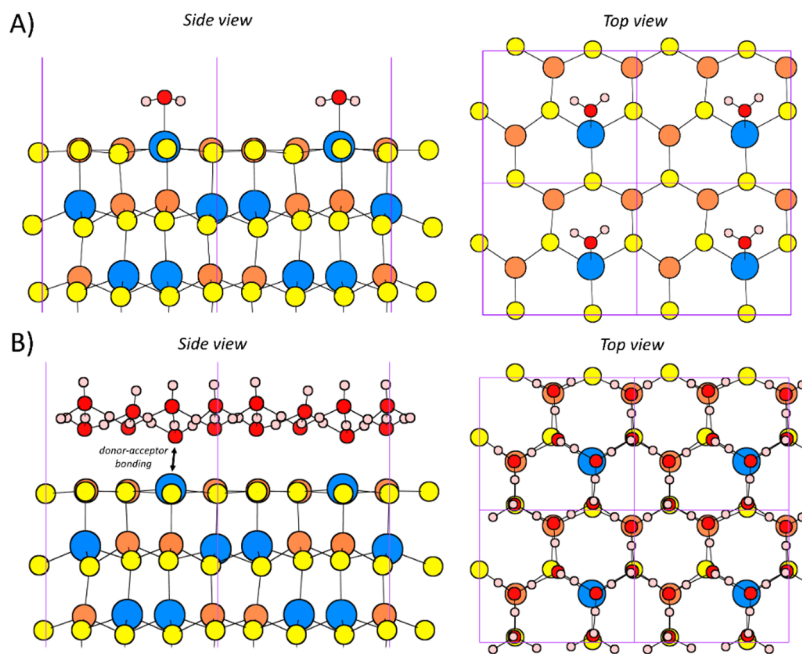 A)
Side view
Top view
B)
Side view
Top view
donor-acceptor
bonding